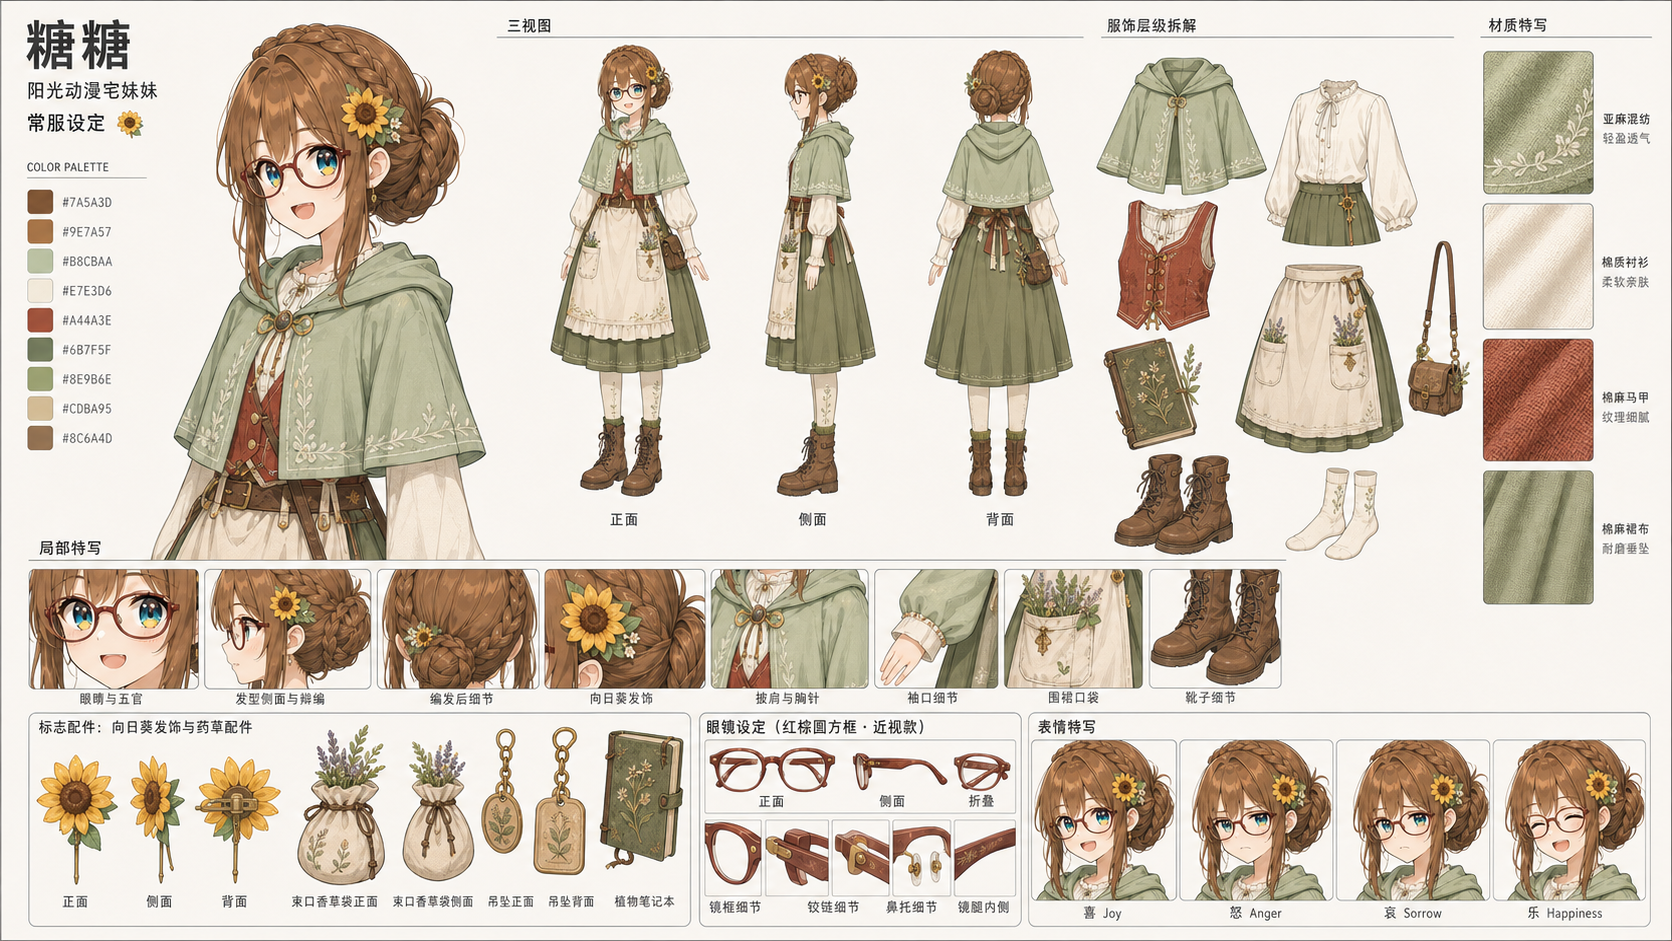 糖糖
阳光动漫宅妹妹
常服设定
COLOR PALETTE
#7A5A3D
#9E7A57
#B8CBAA
#E7E3D6
#A44A3E
#6B7F5F
#8E9B6E
#CDBA95
#8C6A4D
三视图
正面
侧面
背面
服饰层级拆解
材质特写
亚麻混纺
轻盈透气
棉质衬衫
柔软亲肤
棉麻马甲
纹理细腻
棉麻裙布
耐磨垂坠
局部特写
眼睛与五官
发型侧面与辫编
编发后细节
向日葵发饰
披肩与胸针
袖口细节
围裙口袋
靴子细节
标志配件：向日葵发饰与药草配件
正面
侧面
背面
束口香草袋正面
束口香草袋侧面
吊坠正面
吊坠背面
植物笔记本
眼镜设定（红棕圆方框·近视款）
正面
侧面
折叠
镜框细节
铰链细节
鼻托细节
镜腿内侧
表情特写
喜 Joy
怒 Anger
哀 Sorrow
乐 Happiness